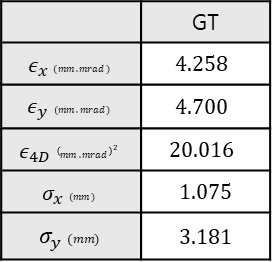 GT
ϵx (mm.mrad) 4.258
ϵy (mm.mrad) 4.700
ϵ4D (mm.mrad)² 20.016
σx (mm) 1.075
σy (mm) 3.181